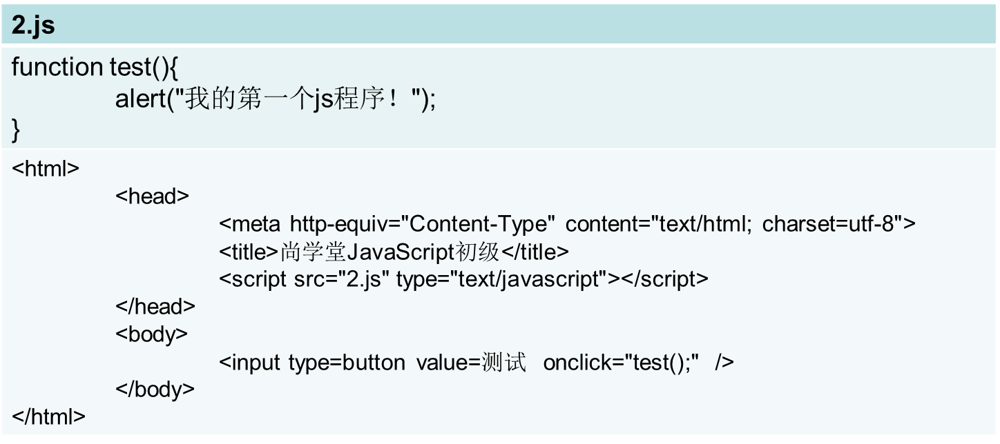 2.js
function test(){
alert("我的第一个js程序！");
}
<html>
<head>
<meta http-equiv="Content-Type" content="text/html; charset=utf-8">
<title>尚学堂JavaScript初级</title>
<script src="2.js" type="text/javascript"></script>
</head>
<body>
<input type=button value=测试 onclick="test();" />
</body>
</html>